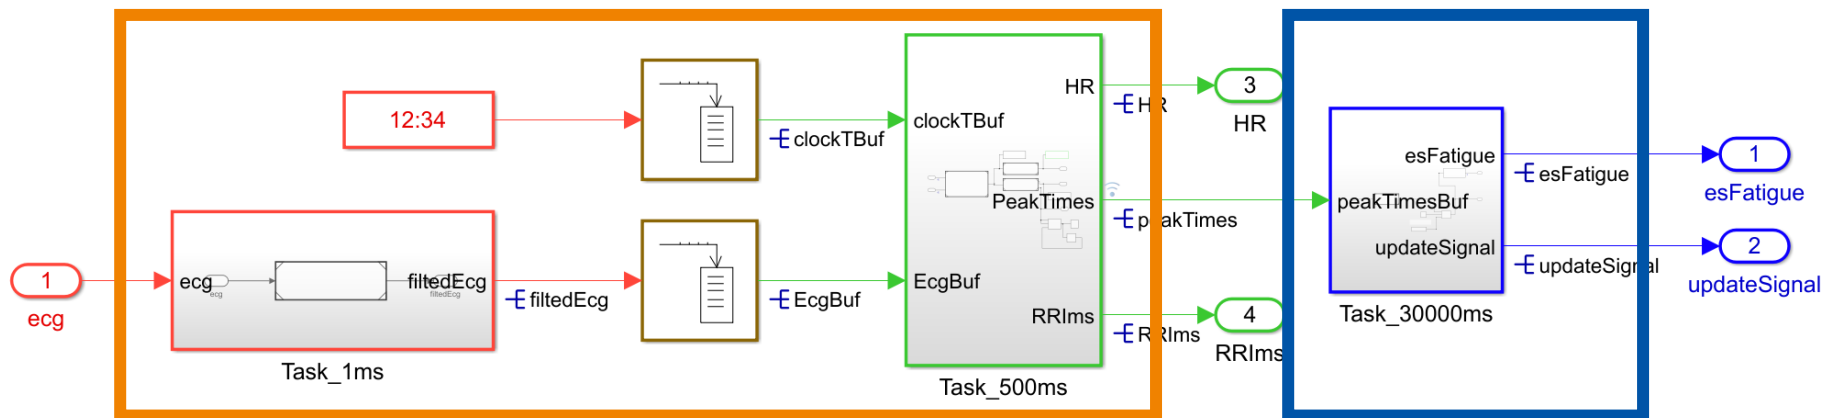 12:34
clockTBuf
clockTBuf
HR
HR
3
HR
PeakTimes
peakTimes
1
ecg
ecg
ecg
filtedEcg
filtedEcg
filtedEcg
Task_1ms
EcgBuf
EcgBuf
RRIms
RRIms
4
RRIms
Task_500ms
peakTimesBuf
esFatigue
esFatigue
1
esFatigue
updateSignal
updateSignal
2
updateSignal
Task_30000ms